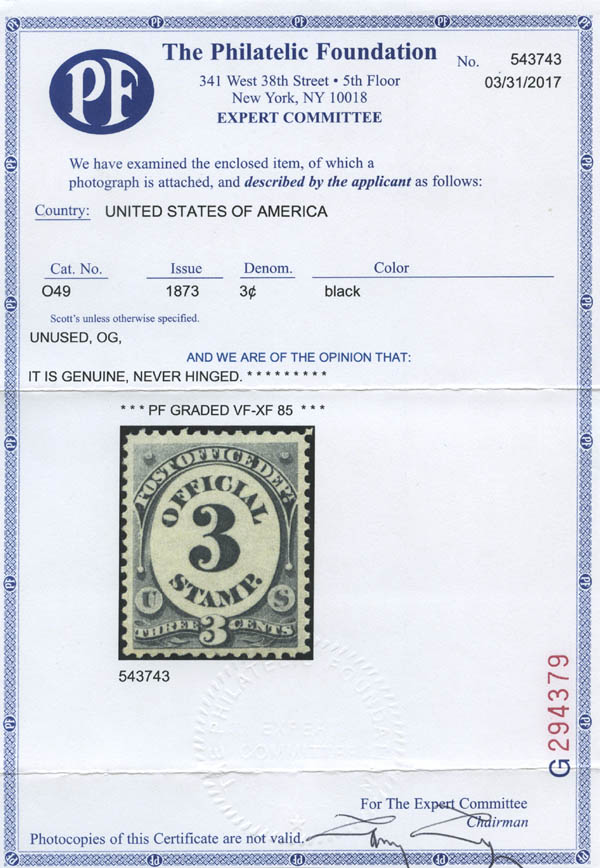 PF
The Philatelic Foundation
No. 543743
341 West 38th Street • 5th Floor
03/31/2017
New York, NY 10018
EXPERT COMMITTEE
We have examined the enclosed item, of which a
photograph is attached, and described by the applicant as follows:
Country: UNITED STATES OF AMERICA
Cat. No. Issue Denom. Color
O49 1873 3¢ black
Scott's unless otherwise specified.
UNUSED, OG,
AND WE ARE OF THE OPINION THAT:
IT IS GENUINE, NEVER HINGED. * * * * * * * * *
* * * PF GRADED VF-XF 85 * * *
POST OFFICE DEPT.
OFFICIAL
3
STAMP.
U S
THREE 3 CENTS
543743
G294379
For The Expert Committee
Chairman
Photocopies of this Certificate are not valid.